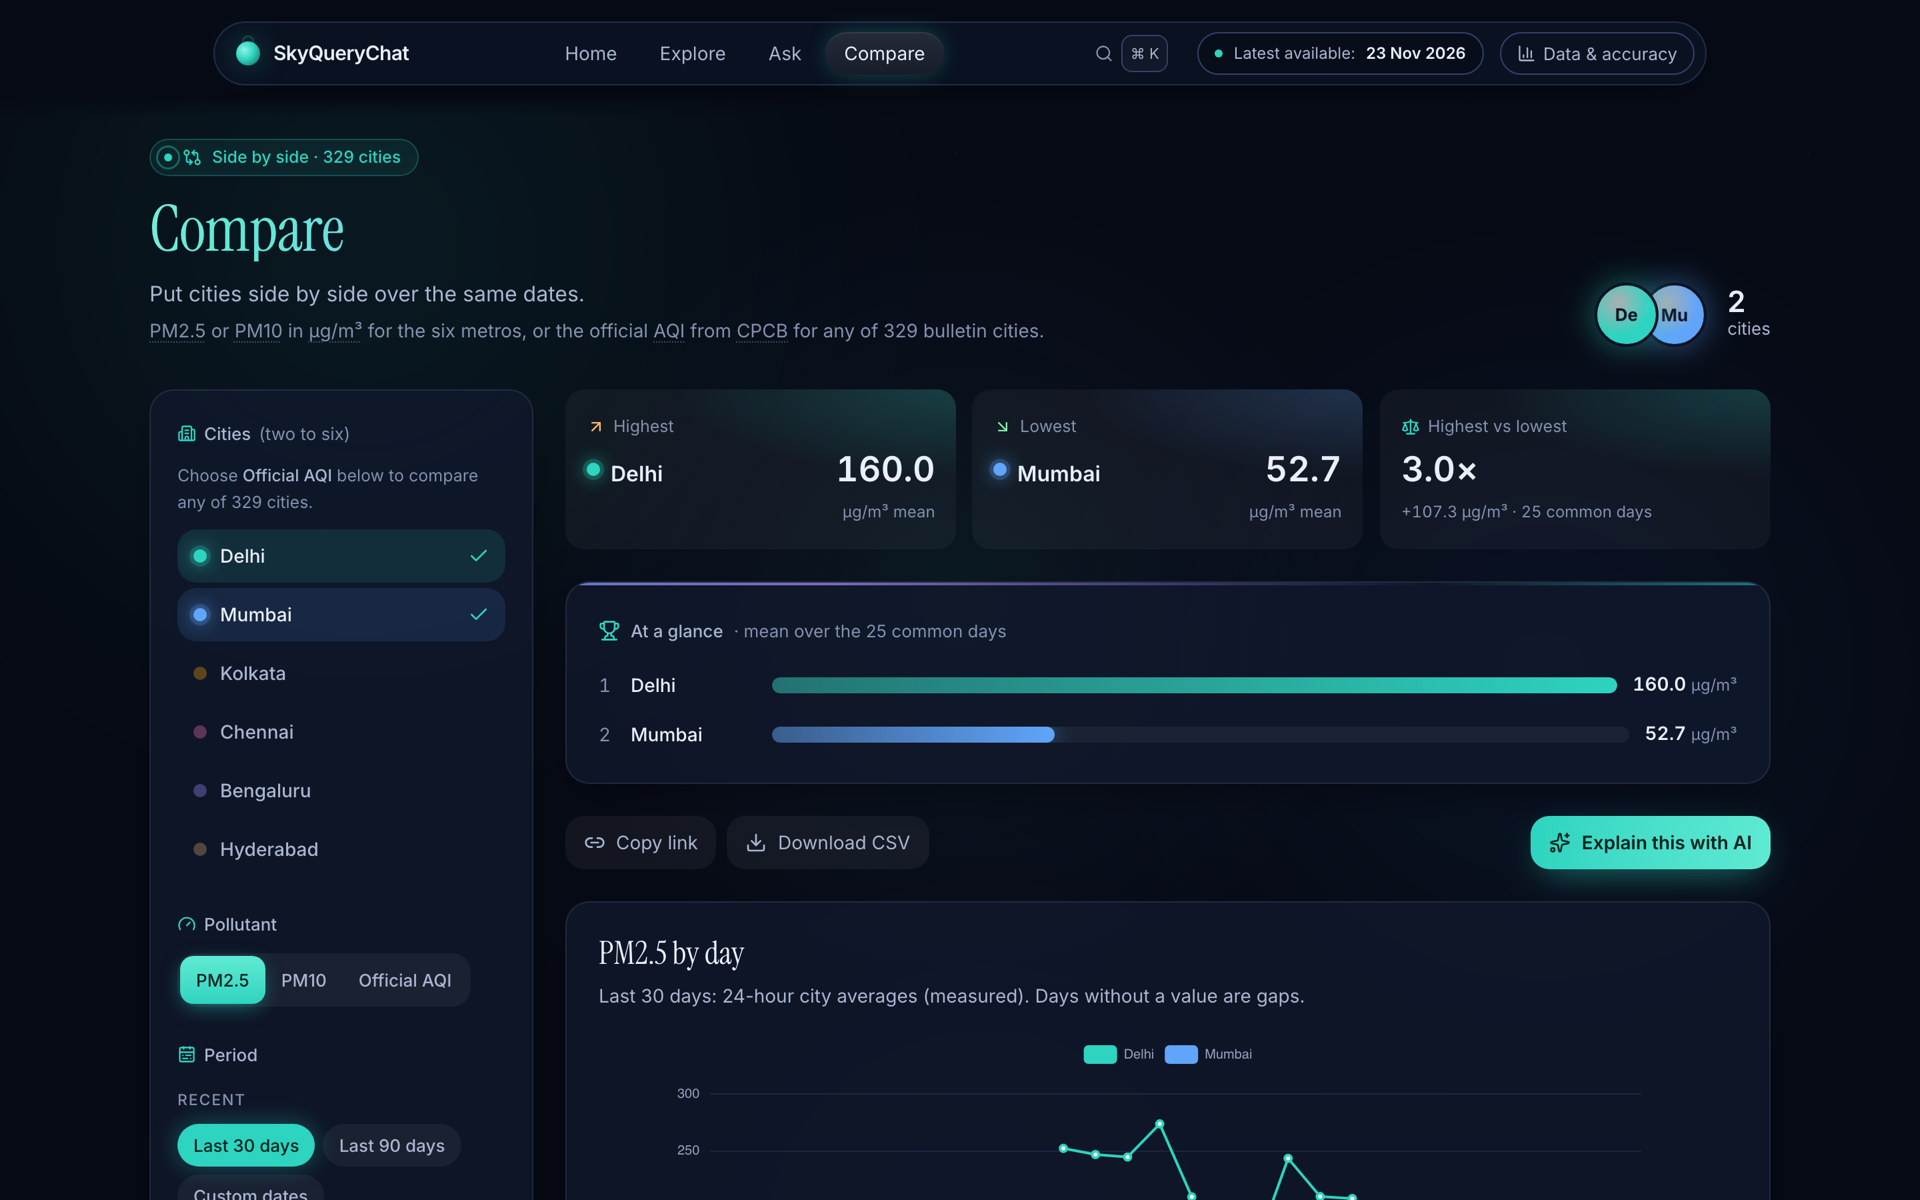 SkyQueryChat
Home
Explore
Ask
Compare
⌘ K
Latest available: 23 Nov 2026
Data & accuracy
Side by side · 329 cities
Compare
Put cities side by side over the same dates.
PM2.5 or PM10 in µg/m³ for the six metros, or the official AQI from CPCB for any of 329 bulletin cities.
De
Mu
2
cities
Cities (two to six)
Choose Official AQI below to compare
any of 329 cities.
Delhi
Mumbai
Kolkata
Chennai
Bengaluru
Hyderabad
Pollutant
PM2.5
PM10
Official AQI
Period
RECENT
Last 30 days
Last 90 days
Custom dates
Highest
Delhi
160.0
µg/m³ mean
Lowest
Mumbai
52.7
µg/m³ mean
Highest vs lowest
3.0×
+107.3 µg/m³ · 25 common days
At a glance · mean over the 25 common days
1 Delhi 160.0 µg/m³
2 Mumbai 52.7 µg/m³
Copy link
Download CSV
Explain this with AI
PM2.5 by day
Last 30 days: 24-hour city averages (measured). Days without a value are gaps.
Delhi
Mumbai
300
250